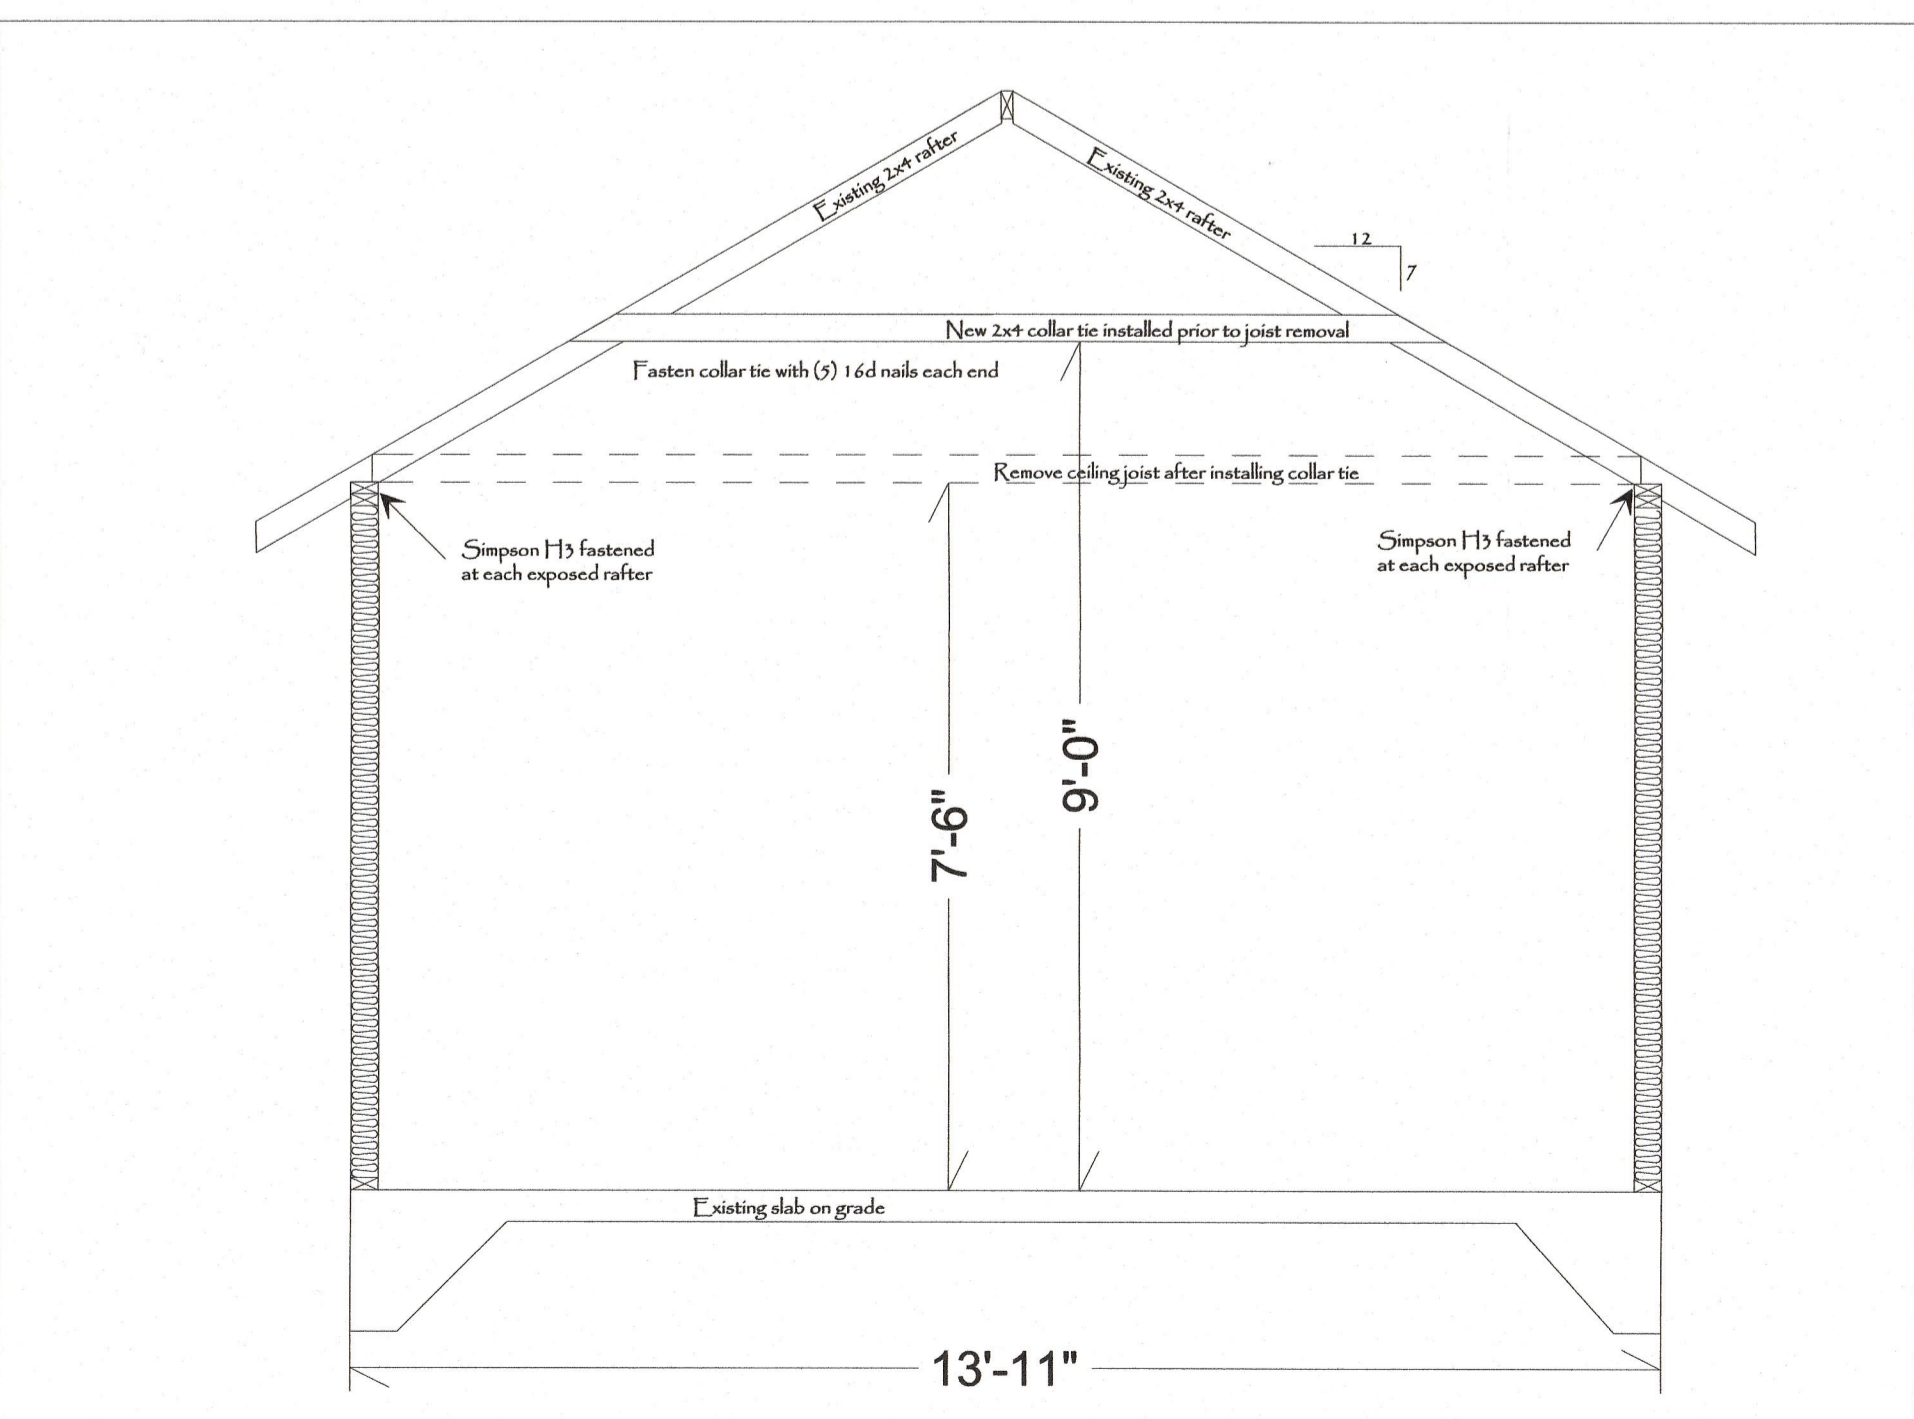 Existing 2x4 rafter
Existing 2x4 rafter
12
7
New 2x4 collar tie installed prior to joist removal
Fasten collar tie with (5) 16d nails each end
Remove ceiling joist after installing collar tie
Simpson H3 fastened
at each exposed rafter
Simpson H3 fastened
at each exposed rafter
7'-6"
9'-0"
Existing slab on grade
13'-11"